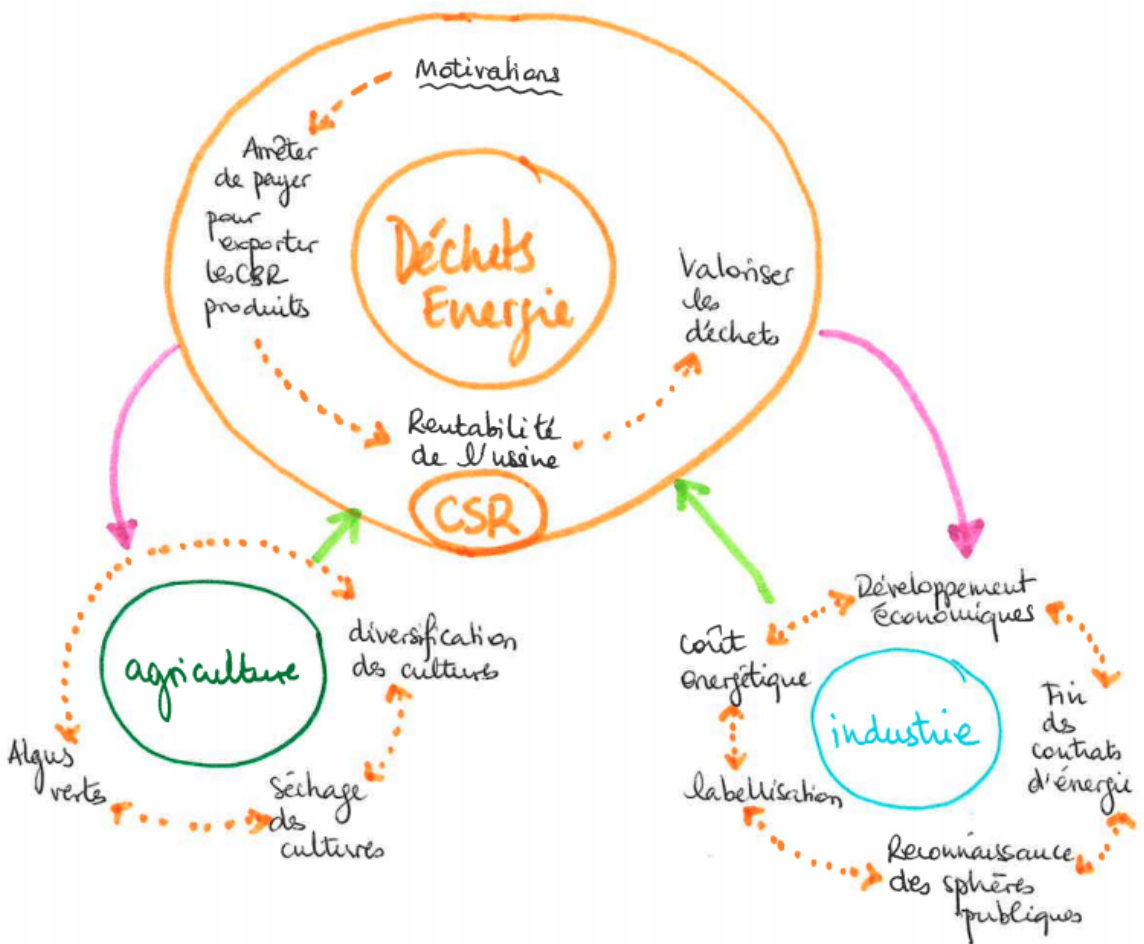 Motivations
Arrêter
de payer
pour
exporter
les CSR
produits
Déchets
Energie
Valoriser
les
déchets
Rentabilité
de l'usine
CSR
agriculture
diversification
des cultures
Séchage
des
cultures
Algues
vertes
industrie
Développement
économiques
Fin
des
contrats
d'énergie
Reconnaissance
des sphères
publiques
labellisation
Coût
énergétique